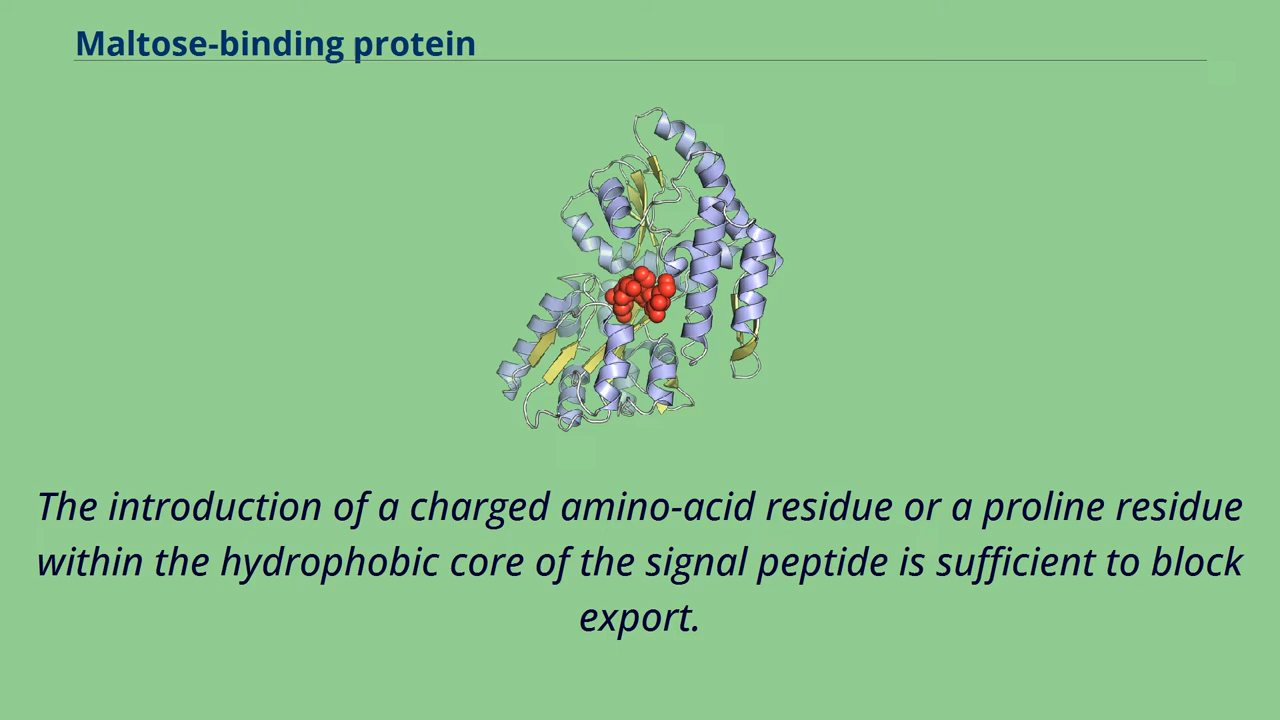 Maltose-binding protein
The introduction of a charged amino-acid residue or a proline residue
within the hydrophobic core of the signal peptide is sufficient to block
export.